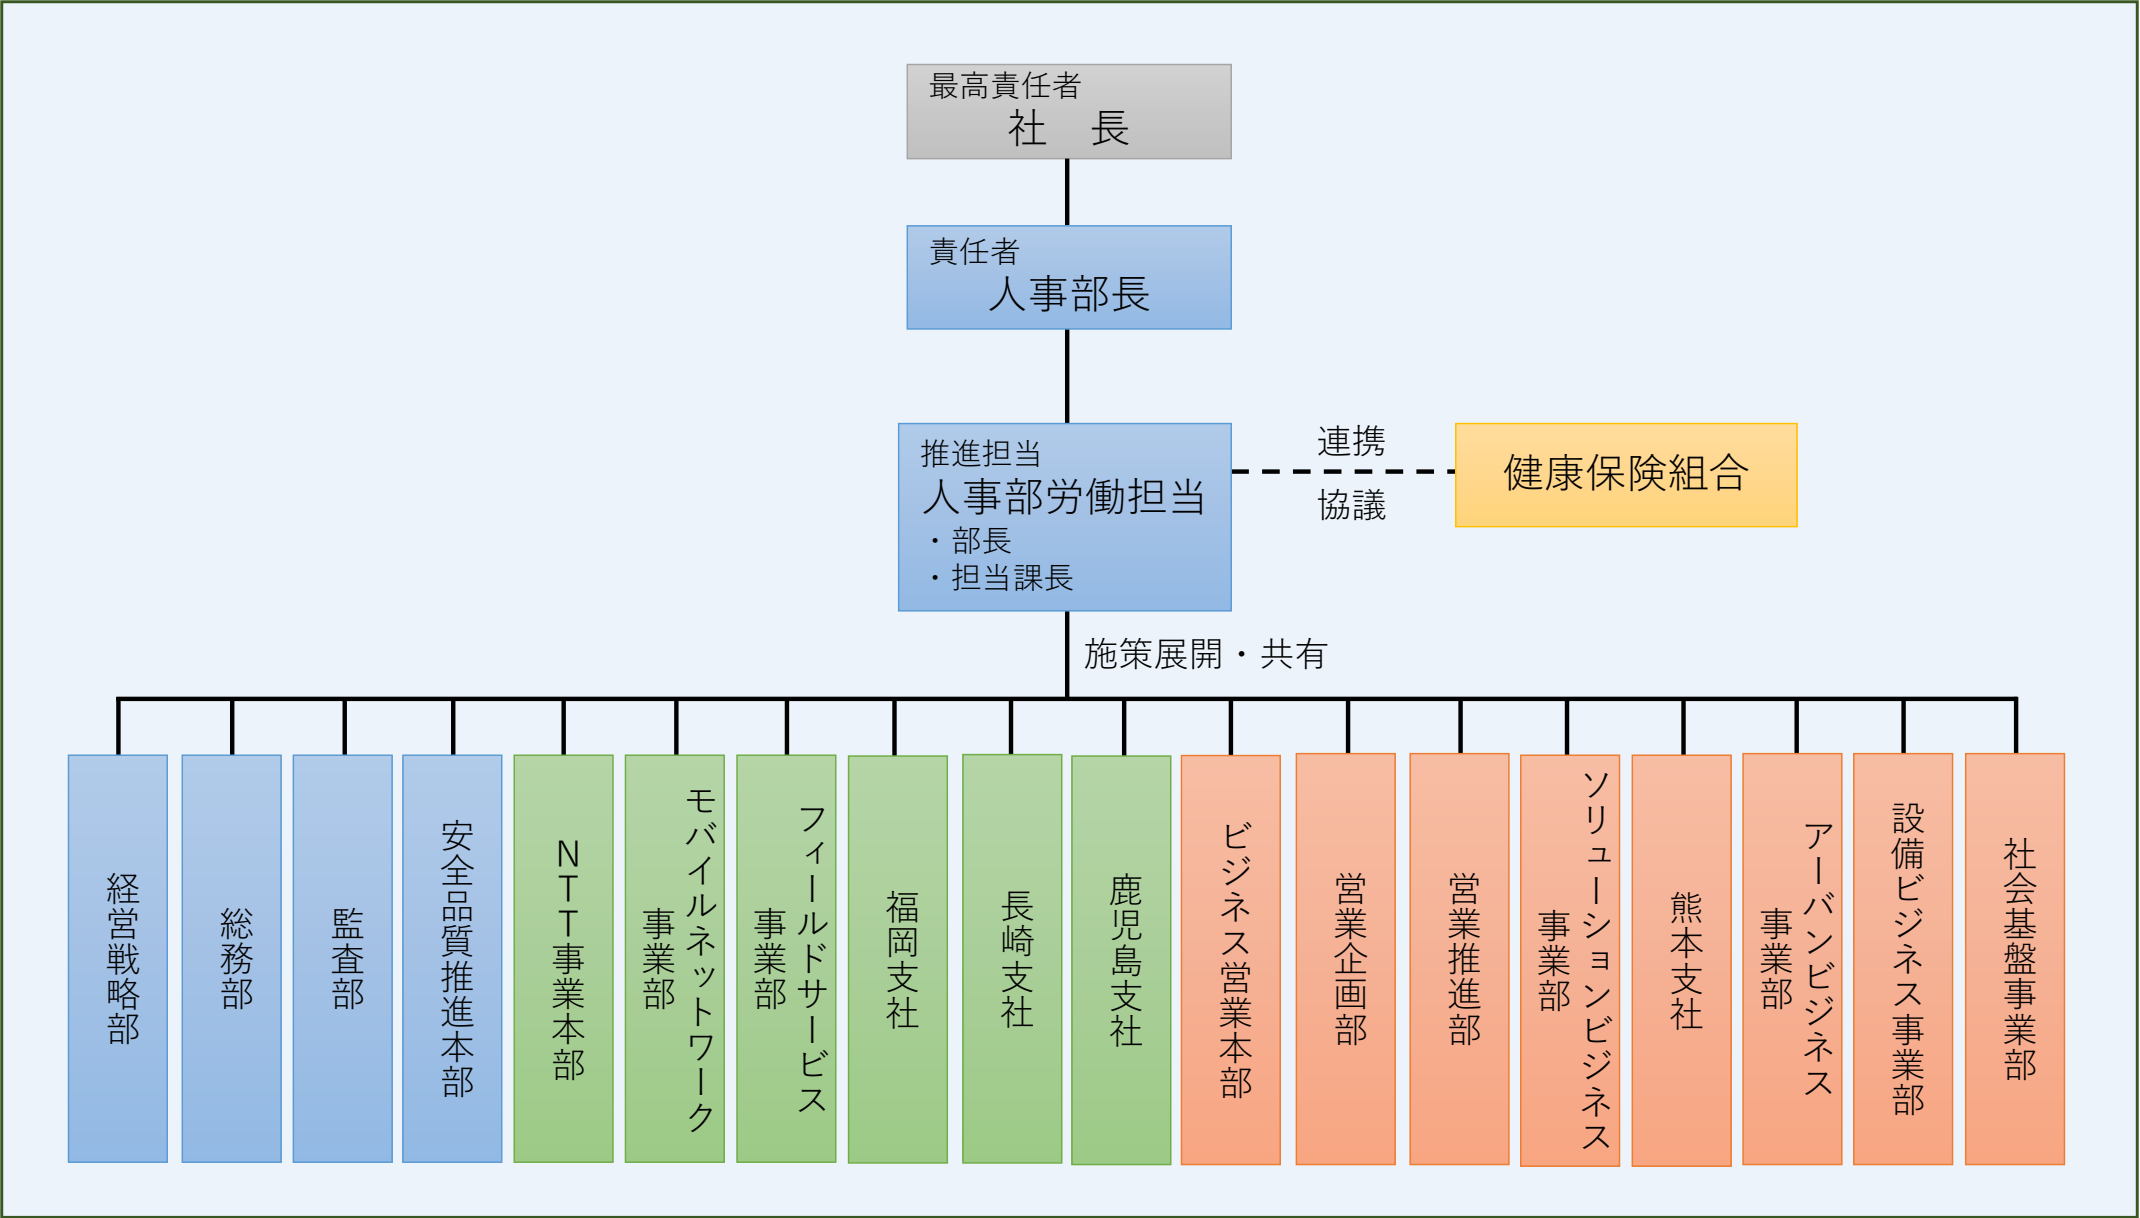 最高責任者
社　長
責任者
人事部長
推進担当
人事部労働担当
・部長
・担当課長
連携
協議
健康保険組合
施策展開・共有
経営戦略部
総務部
監査部
安全品質推進本部
ＮＴＴ事業本部
モバイルネットワーク
事業部
フィールドサービス
事業部
福岡支社
長崎支社
鹿児島支社
ビジネス営業本部
営業企画部
営業推進部
ソリューションビジネス
事業部
熊本支社
アーバンビジネス
事業部
設備ビジネス事業部
社会基盤事業部